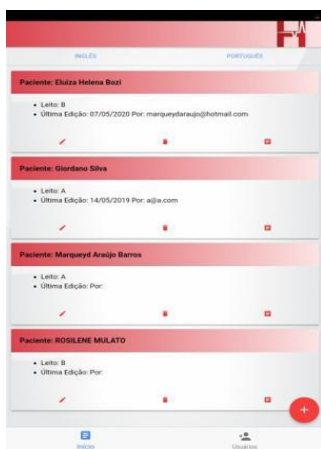 INGLÊS PORTUGUÊS
Paciente: Eluiza Helena Bozi
Leito: B
Última Edição: 07/05/2020 Por: marqueydaraujo@hotmail.com
Paciente: Giordano Silva
Leito: A
Última Edição: 14/05/2019 Por: a@a.com
Paciente: Marqueyd Araújo Barros
Leito: A
Última Edição: Por:
Paciente: ROSILENE MULATO
Leito: B
Última Edição: Por:
Início Usuários